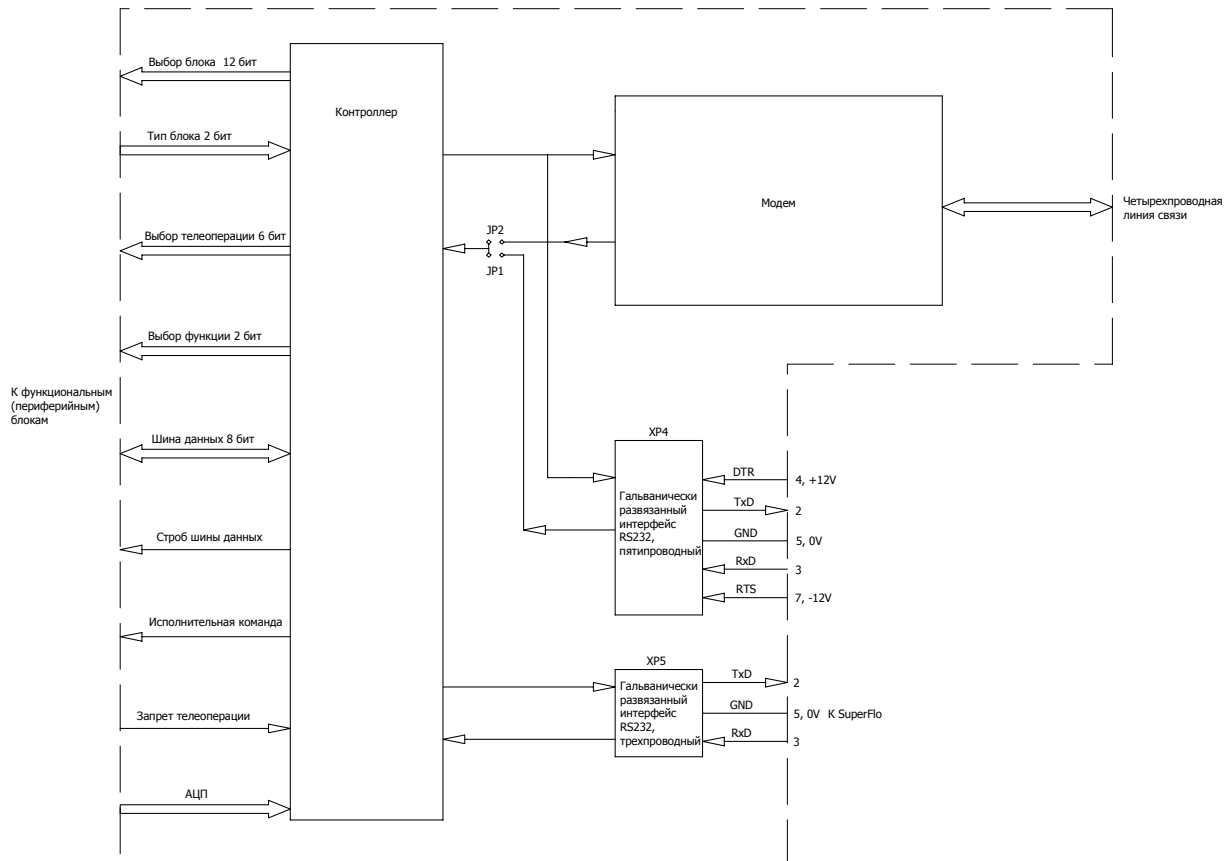 Выбор блока 12 бит
Контроллер
Тип блока 2 бит
Модем
Четырехпроводная
линия связи
JP2
Выбор телеоперации 6 бит
JP1
Выбор функции 2 бит
К функциональным
(периферийным)
блокам
Шина данных 8 бит
XP4
Гальванически
развязанный
интерфейс
RS232,
пятипроводный
DTR
4, +12V
TxD
2
GND
5, 0V
RxD
3
RTS
7, -12V
Строб шины данных
Исполнительная команда
XP5
Гальванически
развязанный
интерфейс
RS232,
трехпроводный
TxD
2
GND
5, 0V К SuperFlo
RxD
3
Запрет телеоперации
АЦП